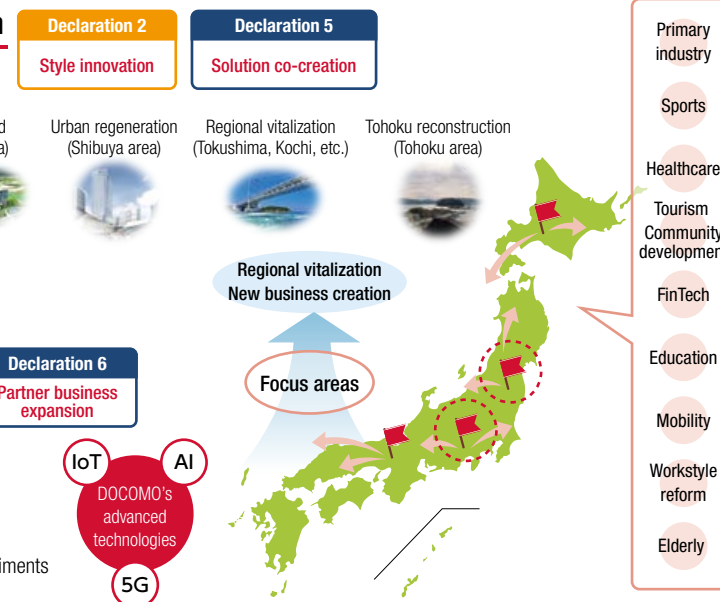 Declaration 2
Style innovation
Declaration 5
Solution co-creation
Urban regeneration
(Shibuya area)
Regional vitalization
(Tokushima, Kochi, etc.)
Tohoku reconstruction
(Tohoku area)
Regional vitalization
New business creation
Focus areas
Declaration 6
Partner business
expansion
IoT
AI
DOCOMO's
advanced
technologies
5G
Primary
industry
Sports
Healthcare
Tourism
Community
FinTech
Education
Mobility
Workstyle
reform
Elderly